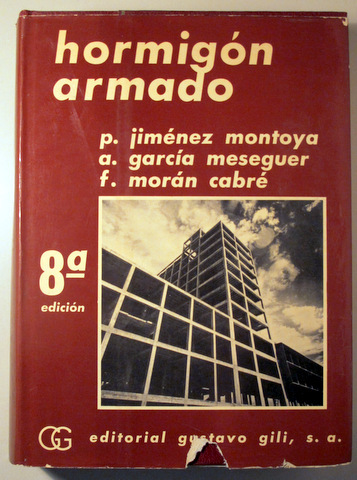 hormigón
armado
p. jiménez montoya
a. garcía meseguer
f. morán cabré
8ª
edición
GG editorial gustavo gili, s. a.